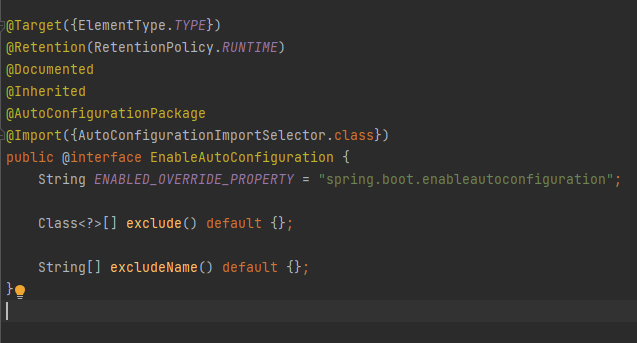 @Target({ElementType.TYPE})
@Retention(RetentionPolicy.RUNTIME)
@Documented
@Inherited
@AutoConfigurationPackage
@Import({AutoConfigurationImportSelector.class})
public @interface EnableAutoConfiguration {
    String ENABLED_OVERRIDE_PROPERTY = "spring.boot.enableautoconfiguration";
    Class<?>[] exclude() default {};
    String[] excludeName() default {};
}